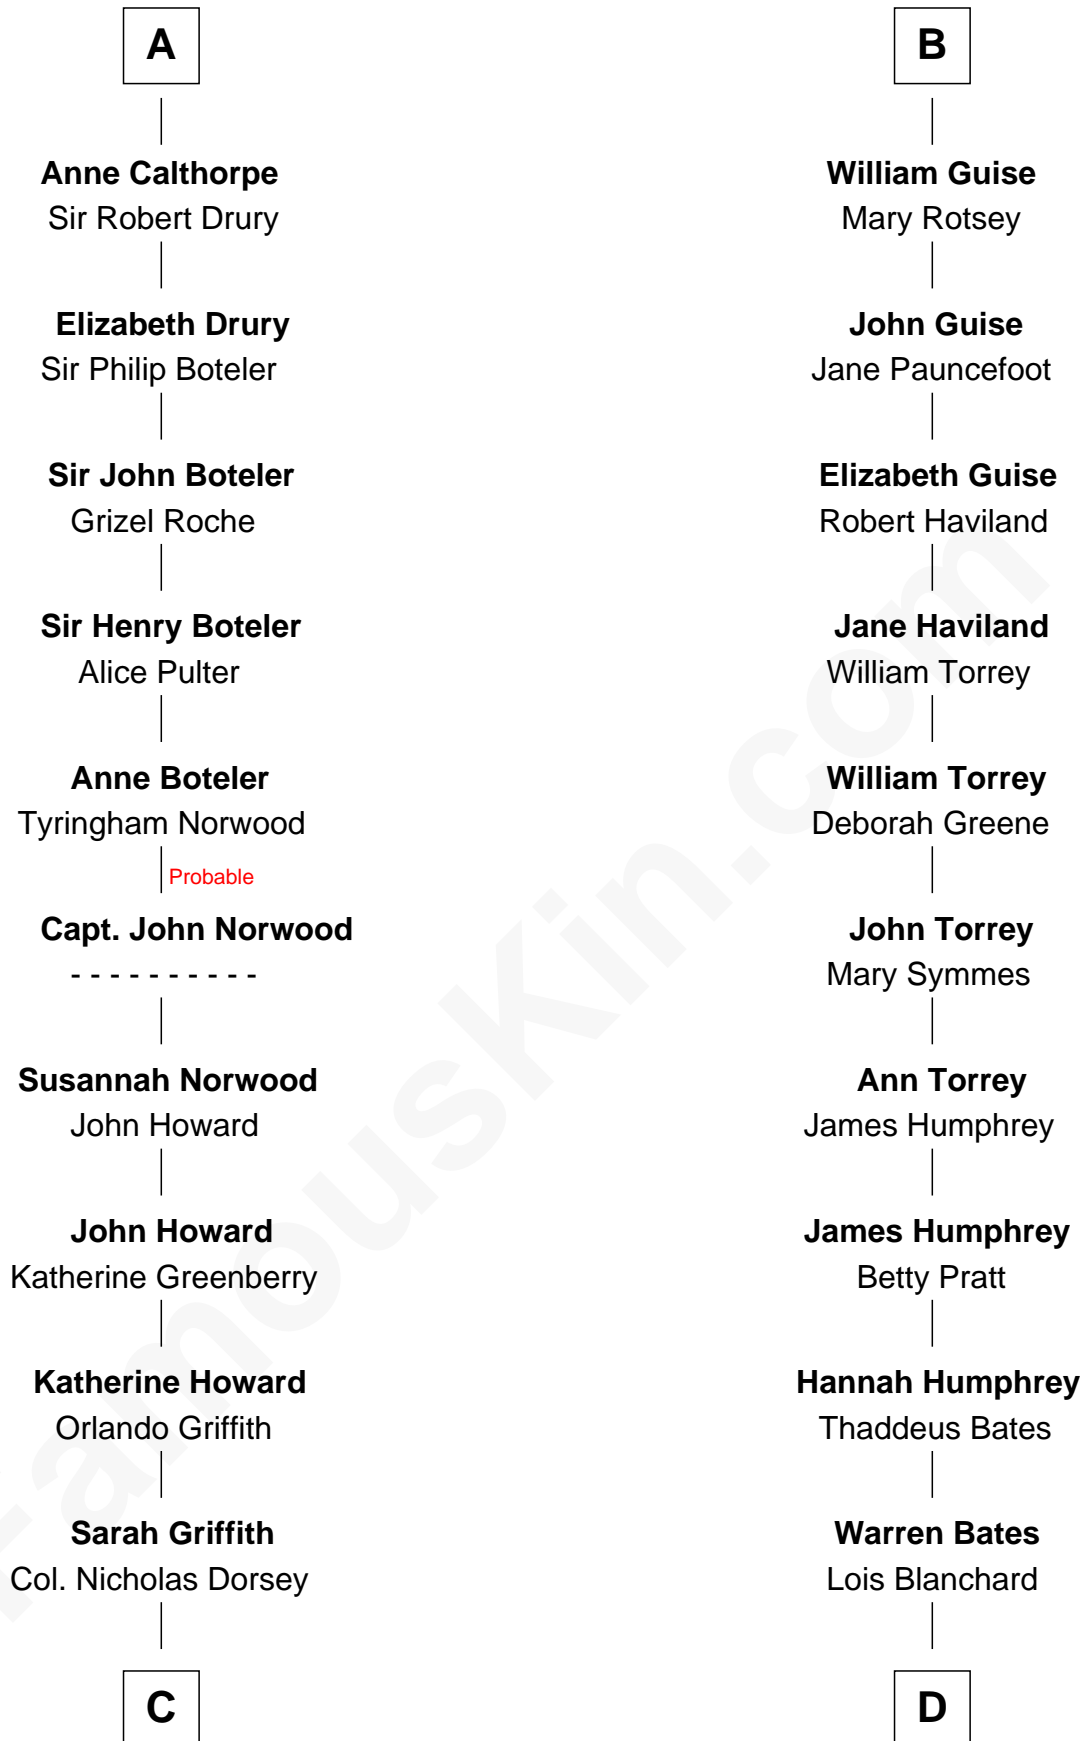 A
Anne Calthorpe
Sir Robert Drury
Elizabeth Drury
Sir Philip Boteler
Sir John Boteler
Grizel Roche
Sir Henry Boteler
Alice Pulter
Anne Boteler
Tyringham Norwood
Probable
Capt. John Norwood
- - - - - - - - - -
Susannah Norwood
John Howard
John Howard
Katherine Greenberry
Katherine Howard
Orlando Griffith
Sarah Griffith
Col. Nicholas Dorsey
C
B
William Guise
Mary Rotsey
John Guise
Jane Pauncefoot
Elizabeth Guise
Robert Haviland
Jane Haviland
William Torrey
William Torrey
Deborah Greene
John Torrey
Mary Symmes
Ann Torrey
James Humphrey
James Humphrey
Betty Pratt
Hannah Humphrey
Thaddeus Bates
Warren Bates
Lois Blanchard
D
FamousKin.com